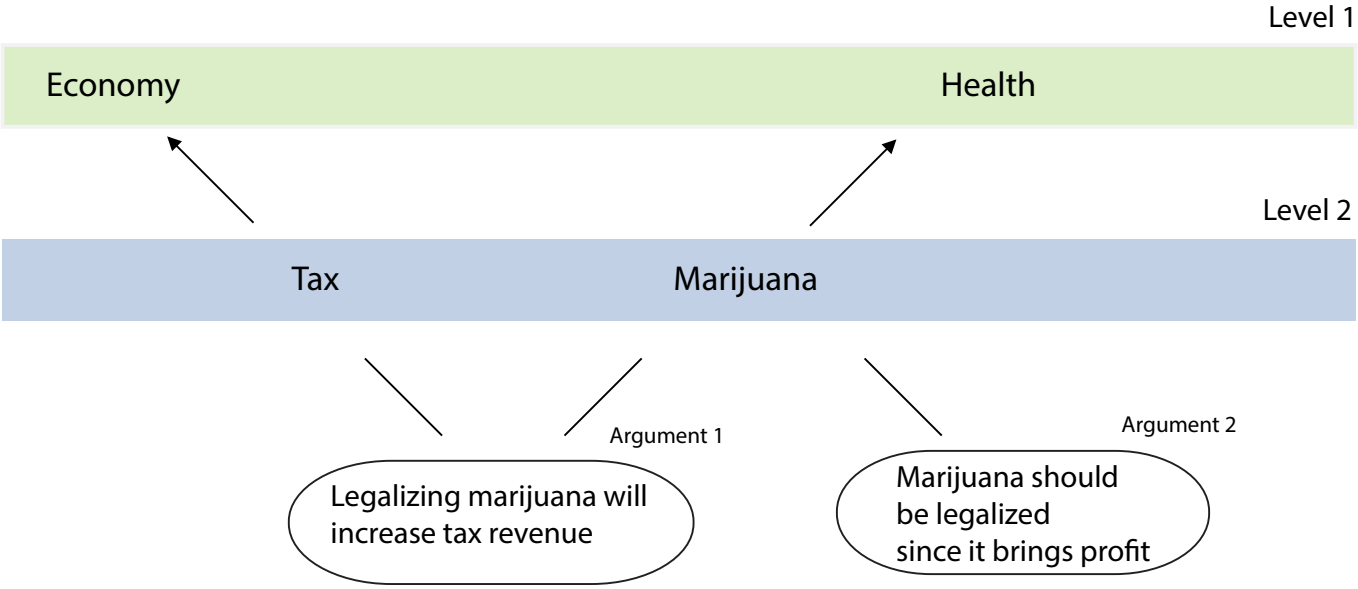 Level 1
Economy Health
Level 2
Tax Marijuana
Argument 1
Legalizing marijuana will
increase tax revenue
Argument 2
Marijuana should
be legalized
since it brings profit